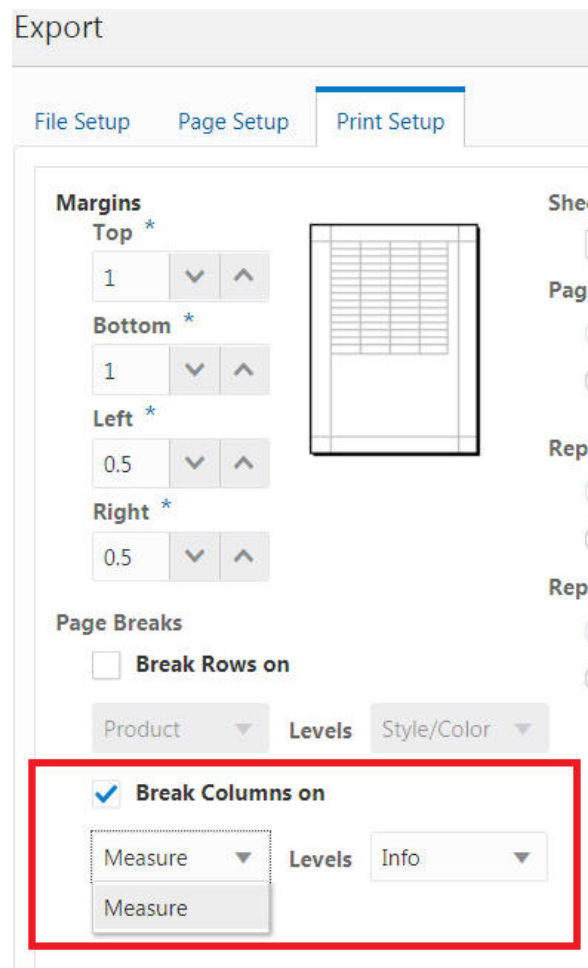 Export
File Setup Page Setup Print Setup
Margins
Top *
1
Bottom *
1
Left *
0.5
Right *
0.5
Page Breaks
Break Rows on
Product Levels Style/Color
Break Columns on
Measure Levels Info
Measure